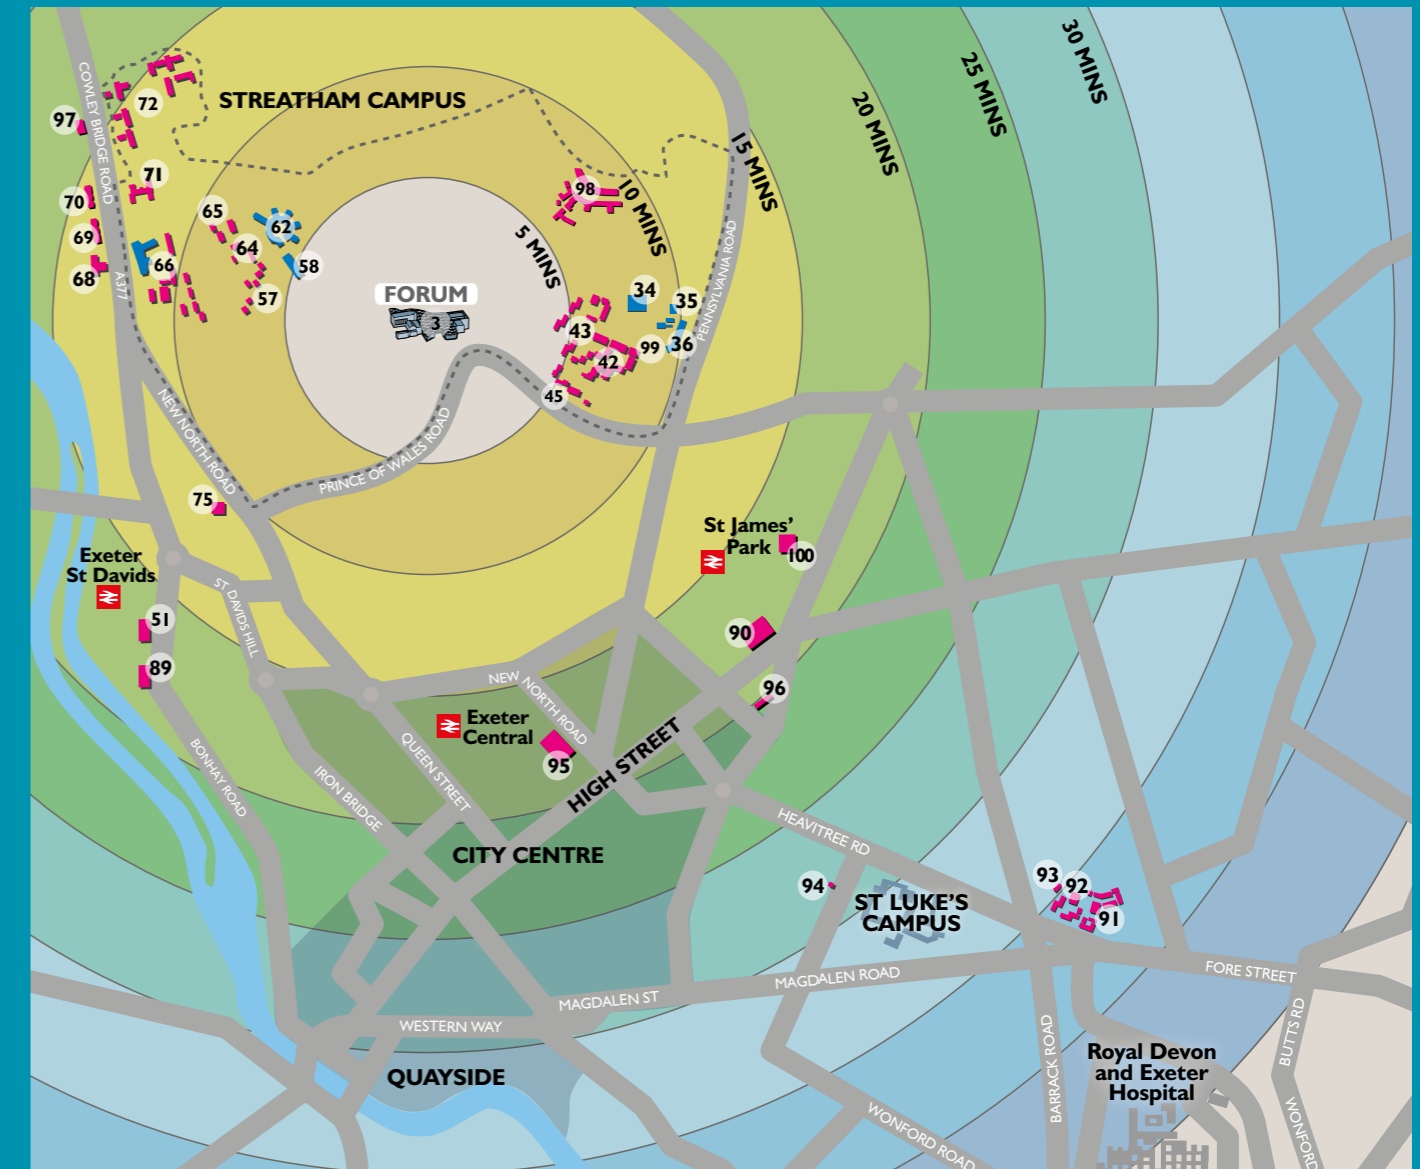 30 MINS
25 MINS
20 MINS
15 MINS
10 MINS
5 MINS
COWLEY BRIDGE ROAD
STREATHAM CAMPUS
72
97
71
70
69
68
65
64
62
66
58
57
98
A377
FORUM
3
34
35
43
99
36
42
45
PENNSYLVANIA ROAD
NEW NORTH ROAD
PRINCE OF WALES ROAD
75
Exeter
St Davids
St James'
Park
100
51
ST DAVIDS HILL
90
89
96
NEW NORTH ROAD
Exeter
Central
95
HIGH STREET
BONHAY ROAD
IRON BRIDGE
QUEEN STREET
CITY CENTRE
HEAVITREE RD
94
ST LUKE'S
CAMPUS
93
92
91
MAGDALEN ST
MAGDALEN ROAD
FORE STREET
WESTERN WAY
QUAYSIDE
BARRACK ROAD
BUTTS RD
Royal Devon
and Exeter
Hospital
WONFORD ROAD
WONFORD